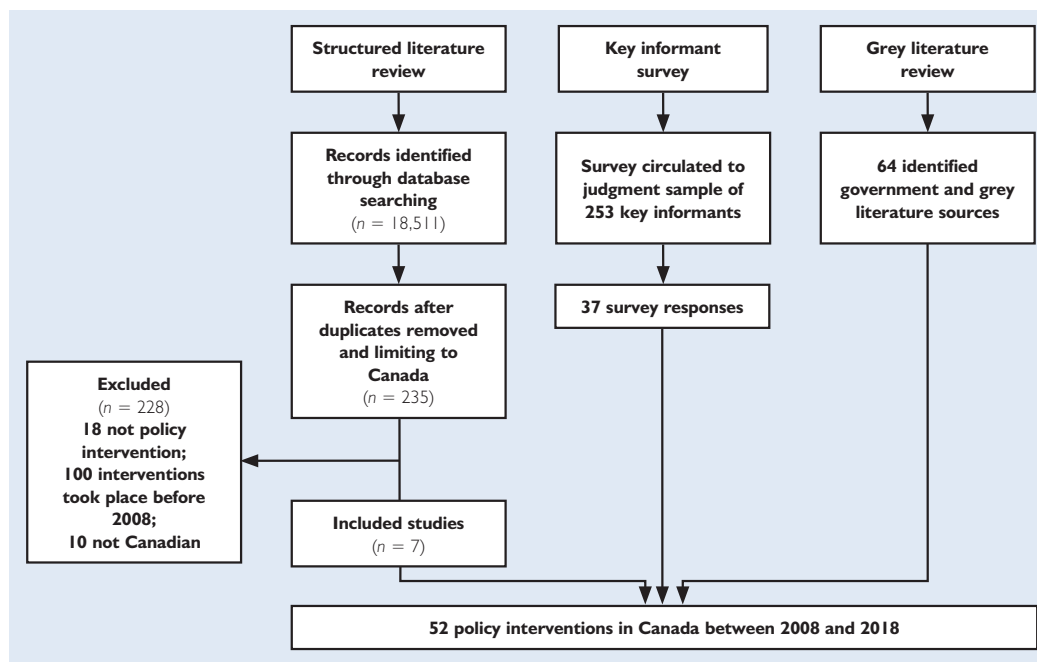 Structured literature
review
Key informant
survey
Grey literature
review
Records identified
through database
searching
(n = 18,511)
Survey circulated to
judgment sample of
253 key informants
64 identified
government and grey
literature sources
Records after
duplicates removed
and limiting to
Canada
(n = 235)
37 survey responses
Excluded
(n = 228)
18 not policy
intervention;
100 interventions
took place before
2008;
10 not Canadian
Included studies
(n = 7)
52 policy interventions in Canada between 2008 and 2018